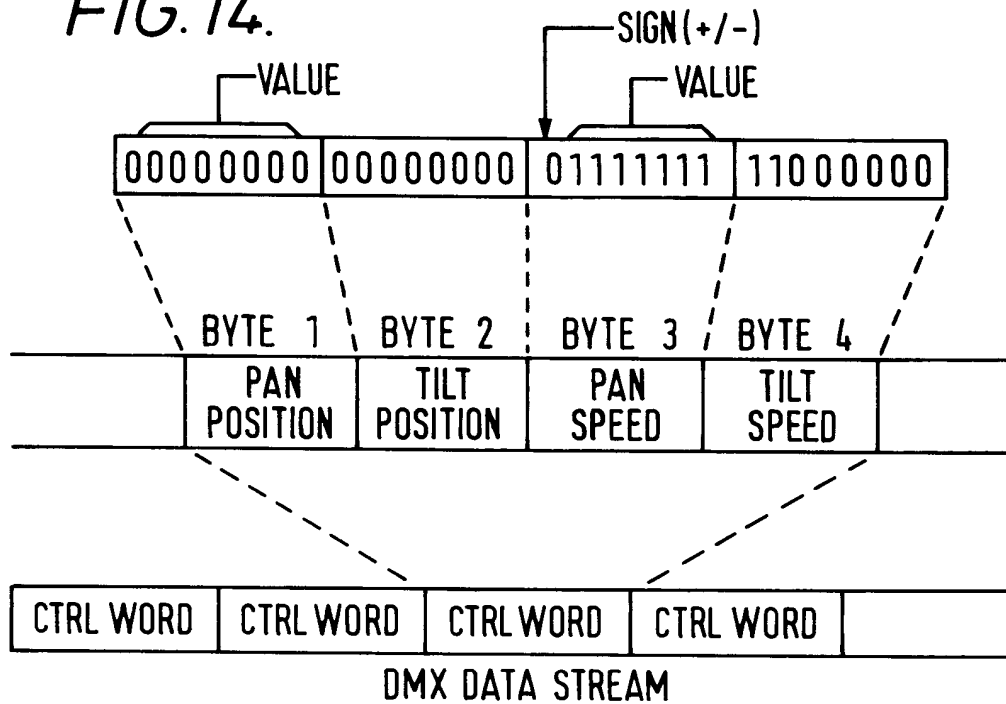 FIG. 14.
SIGN (+/-)
VALUE
VALUE
00000000 00000000 01111111 11000000
BYTE 1 BYTE 2 BYTE 3 BYTE 4
PAN POSITION
TILT POSITION
PAN SPEED
TILT SPEED
CTRL WORD CTRL WORD CTRL WORD CTRL WORD
DMX DATA STREAM